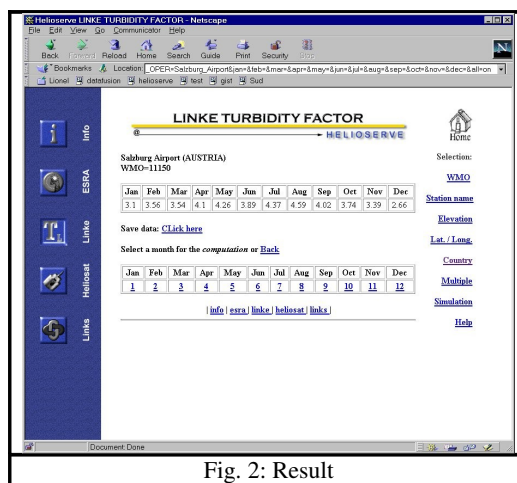 Helioserve LINKE TURBIDITY FACTOR - Netscape
File Edit View Go Communicator Help
Back Forward Reload Home Search Guide Print Security Stop
Bookmarks Location: _OPER=Salzburg_Airport&jan=&feb=&mar=&apr=&may=&jun=&jul=&aug=&sep=&oct=&nov=&dec=&all=on
Lionel datafusion helioserve test gist Sud
LINKE TURBIDITY FACTOR
@ HELIOSERVE
Home
Info
ESRA
Linke
Heliosat
Links
Salzburg Airport (AUSTRIA)
WMO=11150
Jan Feb Mar Apr May Jun Jul Aug Sep Oct Nov Dec
3.1 3.56 3.54 4.1 4.26 3.89 4.37 4.59 4.02 3.74 3.39 2.66
Save data: CLick here
Select a month for the computation or Back
Jan Feb Mar Apr May Jun Jul Aug Sep Oct Nov Dec
1 2 3 4 5 6 7 8 9 10 11 12
| info | esra | linke | heliosat | links |
Selection:
WMO
Station name
Elevation
Lat. / Long.
Country
Multiple
Simulation
Help
Document: Done
Fig. 2: Result